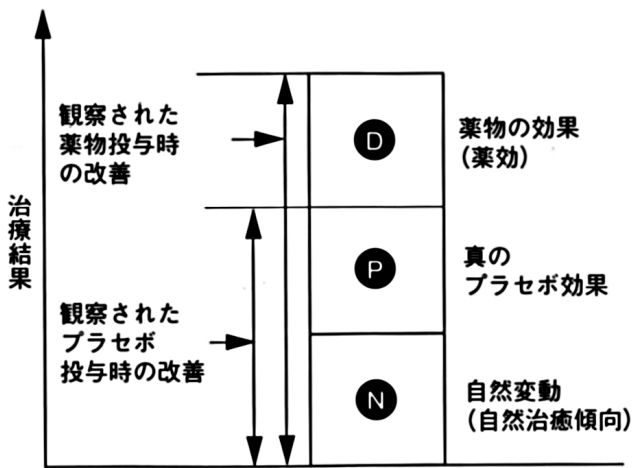 観察された
薬物投与時
の改善
D
薬物の効果
(薬効)
治療結果
P
真の
プラセボ効果
観察された
プラセボ
投与時の改善
N
自然変動
(自然治癒傾向)